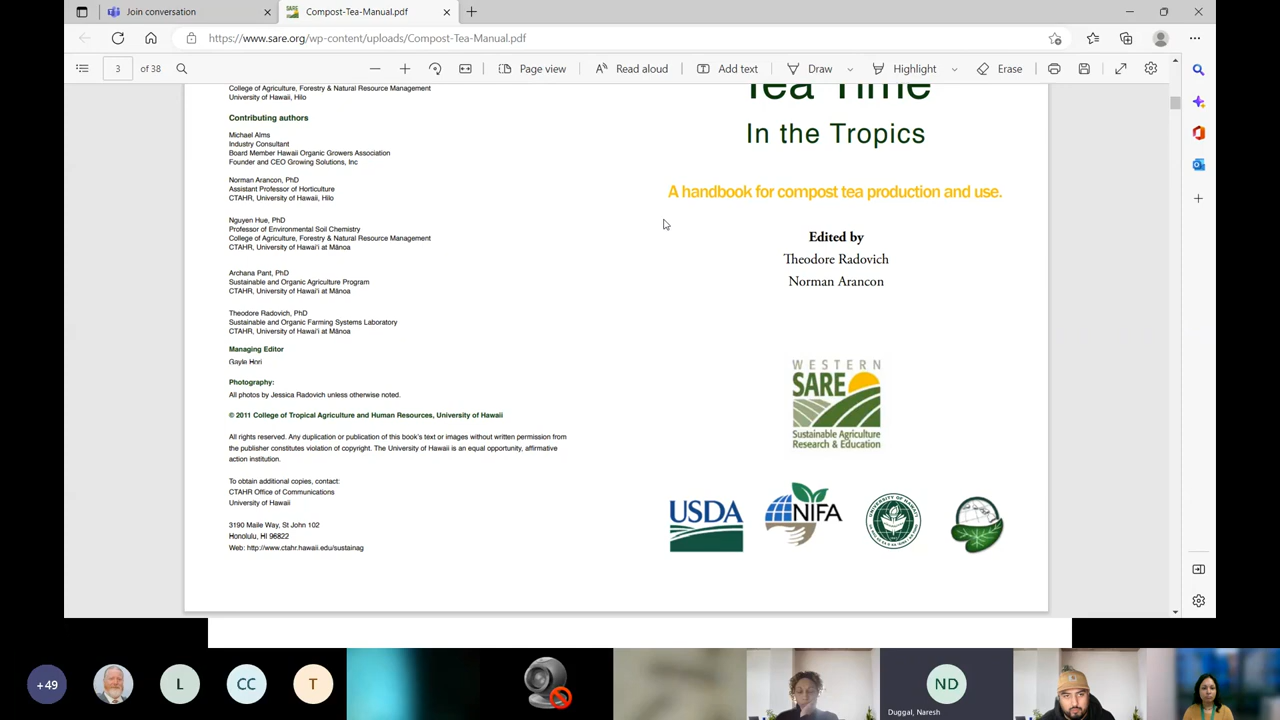 Join conversation
Compost-Tea-Manual.pdf
https://www.sare.org/wp-content/uploads/Compost-Tea-Manual.pdf
3 of 38
Page view
Read aloud
Add text
Draw
Highlight
Erase
College of Agriculture, Forestry & Natural Resource Management
University of Hawaii, Hilo
Contributing authors
Michael Alms
Industry Consultant
Board Member Hawaii Organic Growers Association
Founder and CEO Growing Solutions, Inc
Norman Arancon, PhD
Assistant Professor of Horticulture
CTAHR, University of Hawaii, Hilo
Nguyen Hue, PhD
Professor of Environmental Soil Chemistry
College of Agriculture, Forestry & Natural Resource Management
CTAHR, University of Hawai'i at Mānoa
Archana Pant, PhD
Sustainable and Organic Agriculture Program
CTAHR, University of Hawai'i at Mānoa
Theodore Radovich, PhD
Sustainable and Organic Farming Systems Laboratory
CTAHR, University of Hawai'i at Mānoa
Managing Editor
Gayle Hori
Photography:
All photos by Jessica Radovich unless otherwise noted.
© 2011 College of Tropical Agriculture and Human Resources, University of Hawaii
All rights reserved. Any duplication or publication of this book's text or images without written permission from
the publisher constitutes violation of copyright. The University of Hawaii is an equal opportunity, affirmative
action institution.
To obtain additional copies, contact:
CTAHR Office of Communications
University of Hawaii
3190 Maile Way, St John 102
Honolulu, HI 96822
Web: http://www.ctahr.hawaii.edu/sustainag
Tea Time
In the Tropics
A handbook for compost tea production and use.
Edited by
Theodore Radovich
Norman Arancon
WESTERN
SARE
Sustainable Agriculture
Research & Education
USDA
NIFA
UNIVERSITY OF HAWAII
+49
L
CC
T
ND
Duggal, Naresh